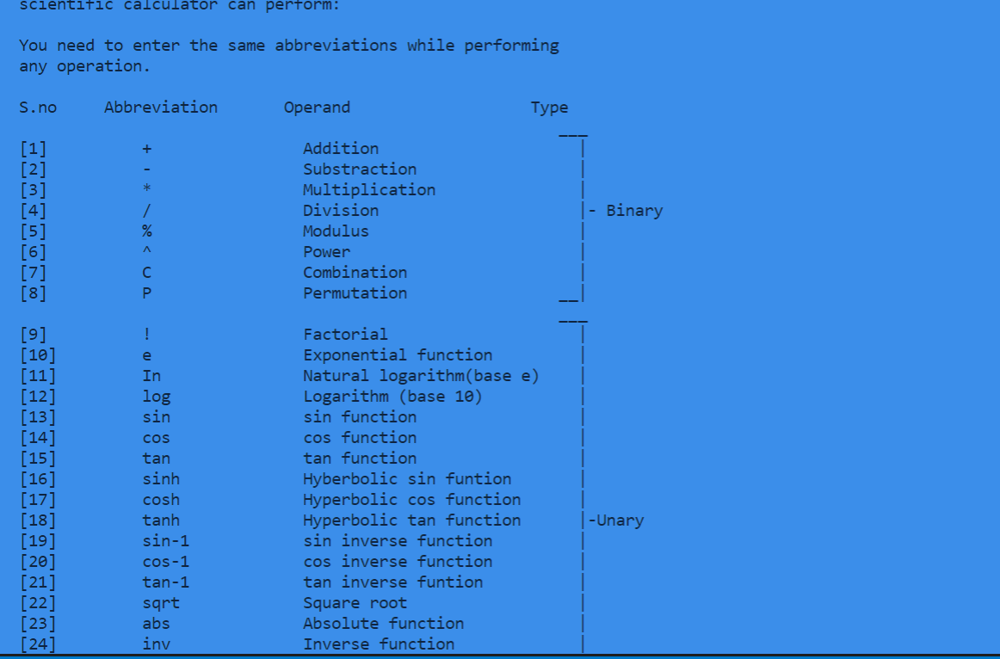 scientific calculator can perform:
You need to enter the same abbreviations while performing
any operation.
S.no Abbreviation Operand Type
[1] + Addition
[2] - Substraction
[3] * Multiplication
[4] / Division |- Binary
[5] % Modulus
[6] ^ Power
[7] C Combination
[8] P Permutation
[9] ! Factorial
[10] e Exponential function
[11] In Natural logarithm(base e)
[12] log Logarithm (base 10)
[13] sin sin function
[14] cos cos function
[15] tan tan function
[16] sinh Hyberbolic sin funtion
[17] cosh Hyperbolic cos function
[18] tanh Hyperbolic tan function |-Unary
[19] sin-1 sin inverse function
[20] cos-1 cos inverse function
[21] tan-1 tan inverse funtion
[22] sqrt Square root
[23] abs Absolute function
[24] inv Inverse function